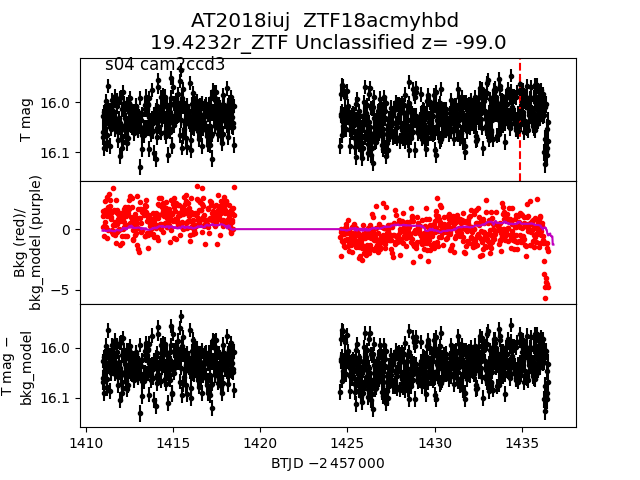 AT2018iuj  ZTF18acmyhbd
19.4232r_ZTF Unclassified z= -99.0
s04 cam2ccd3
T mag
16.0
16.1
Bkg (red)/
bkg_model (purple)
0
−5
T mag −
bkg_model
16.0
16.1
1410
1415
1420
1425
1430
1435
BTJD −2 457 000